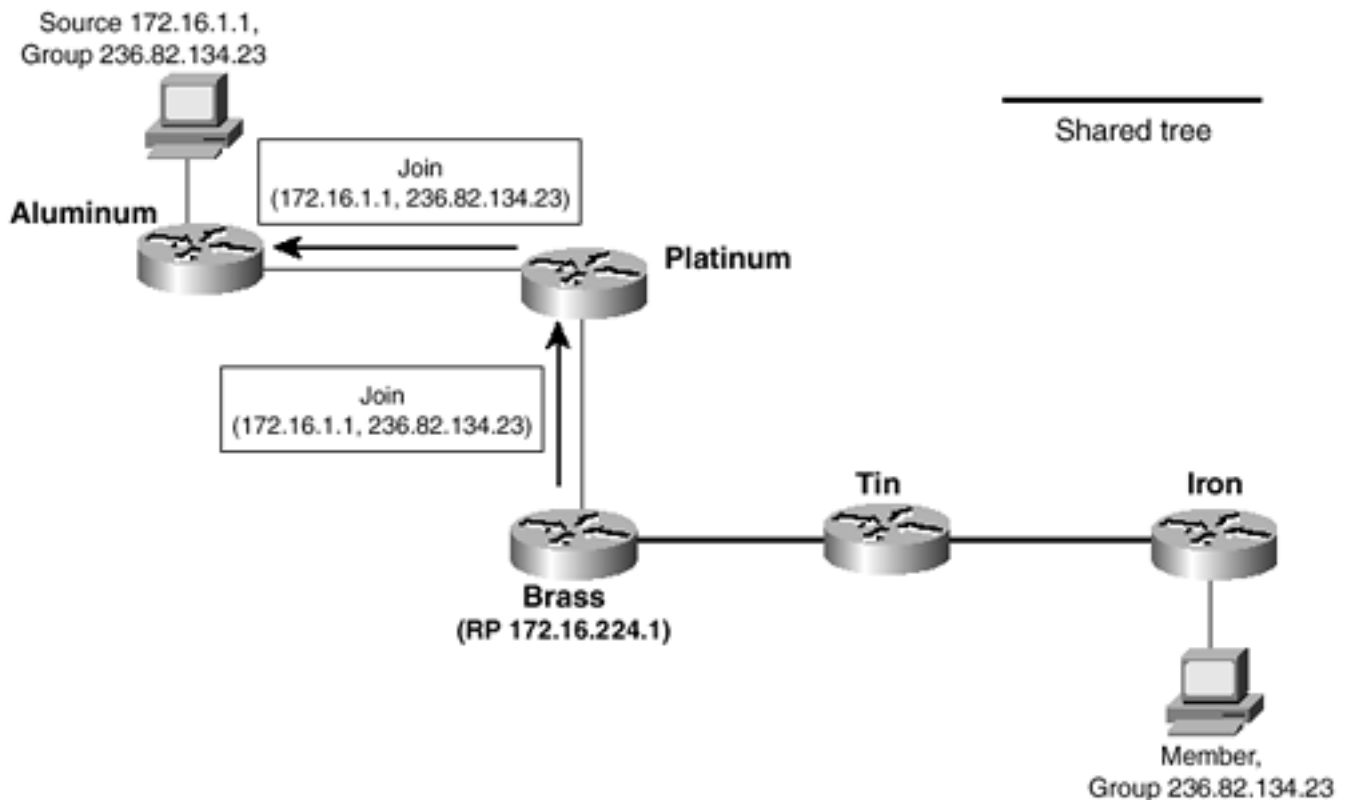 Source 172.16.1.1,
Group 236.82.134.23
Shared tree
Join
(172.16.1.1, 236.82.134.23)
Aluminum
Platinum
Join
(172.16.1.1, 236.82.134.23)
Tin
Iron
Brass
(RP 172.16.224.1)
Member,
Group 236.82.134.23